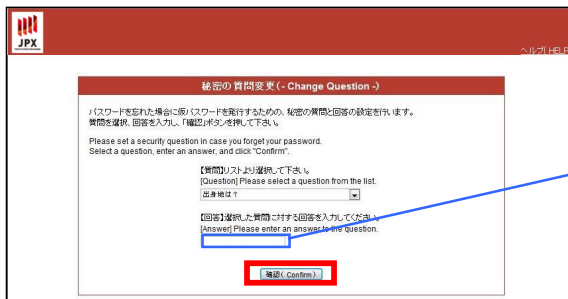 JPX
ヘルプ( HELP
秘密の質問変更(- Change Question -)
パスワードを忘れた場合に仮パスワードを発行するための、秘密の質問と回答の設定を行います。
質問を選択、回答を入力し、「確認」ボタンを押して下さい。
Please set a security question in case you forget your password.
Select a question, enter an answer, and click "Confirm".
【質問】リストより選択して下さい。
[Question] Please select a question from the list.
出身地は？
【回答】選択した質問に対する回答を入力してください。
[Answer] Please enter an answer to the question.
確認( Confirm )